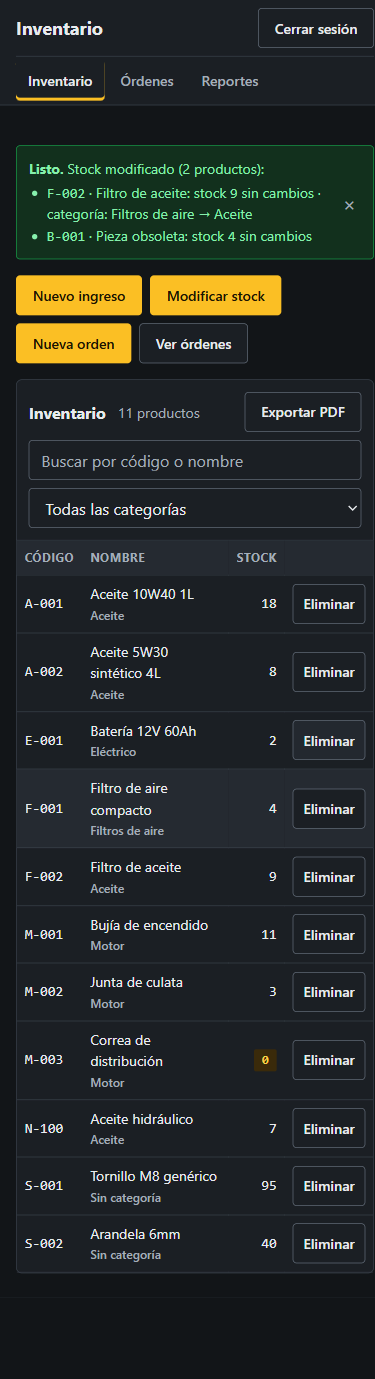 Inventario
Cerrar sesión
Inventario
Órdenes
Reportes
Listo. Stock modificado (2 productos):
• F-002 · Filtro de aceite: stock 9 sin cambios ·
categoría: Filtros de aire → Aceite
• B-001 · Pieza obsoleta: stock 4 sin cambios
×
Nuevo ingreso
Modificar stock
Nueva orden
Ver órdenes
Inventario 11 productos
Exportar PDF
Buscar por código o nombre
Todas las categorías
CÓDIGO NOMBRE STOCK
A-001 Aceite 10W40 1L 18 Eliminar
Aceite
A-002 Aceite 5W30 8 Eliminar
sintético 4L
Aceite
E-001 Batería 12V 60Ah 2 Eliminar
Eléctrico
F-001 Filtro de aire 4 Eliminar
compacto
Filtros de aire
F-002 Filtro de aceite 9 Eliminar
Aceite
M-001 Bujía de encendido 11 Eliminar
Motor
M-002 Junta de culata 3 Eliminar
Motor
M-003 Correa de 0 Eliminar
distribución
Motor
N-100 Aceite hidráulico 7 Eliminar
Aceite
S-001 Tornillo M8 genérico 95 Eliminar
Sin categoría
S-002 Arandela 6mm 40 Eliminar
Sin categoría